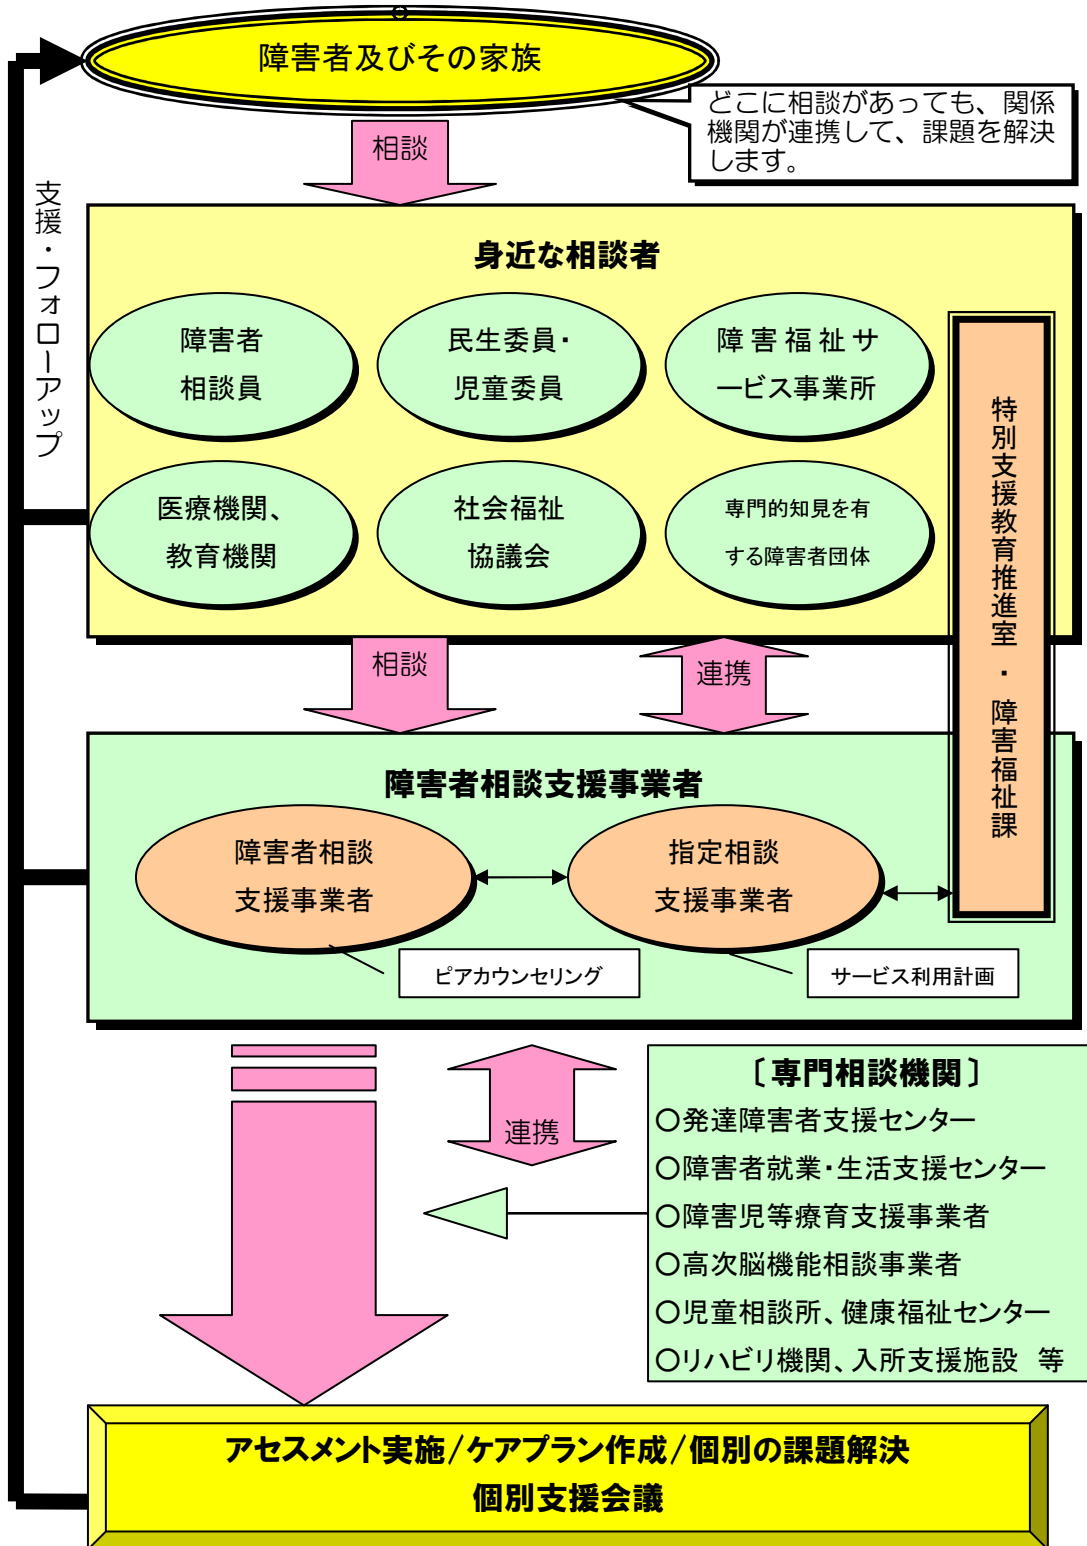 障害者及びその家族
どこに相談があっても、関係
機関が連携して、課題を解決
します。
相談
支援・フォローアップ
身近な相談者
障害者
相談員
民生委員・
児童委員
障害福祉サ
ービス事業所
医療機関、
教育機関
社会福祉
協議会
専門的知見を有
する障害者団体
特別支援教育推進室・障害福祉課
相談
連携
障害者相談支援事業者
障害者相談
支援事業者
指定相談
支援事業者
ピアカウンセリング
サービス利用計画
連携
〔専門相談機関〕
○発達障害者支援センター
○障害者就業・生活支援センター
○障害児等療育支援事業者
○高次脳機能相談事業者
○児童相談所、健康福祉センター
○リハビリ機関、入所支援施設　等
アセスメント実施/ケアプラン作成/個別の課題解決
個別支援会議